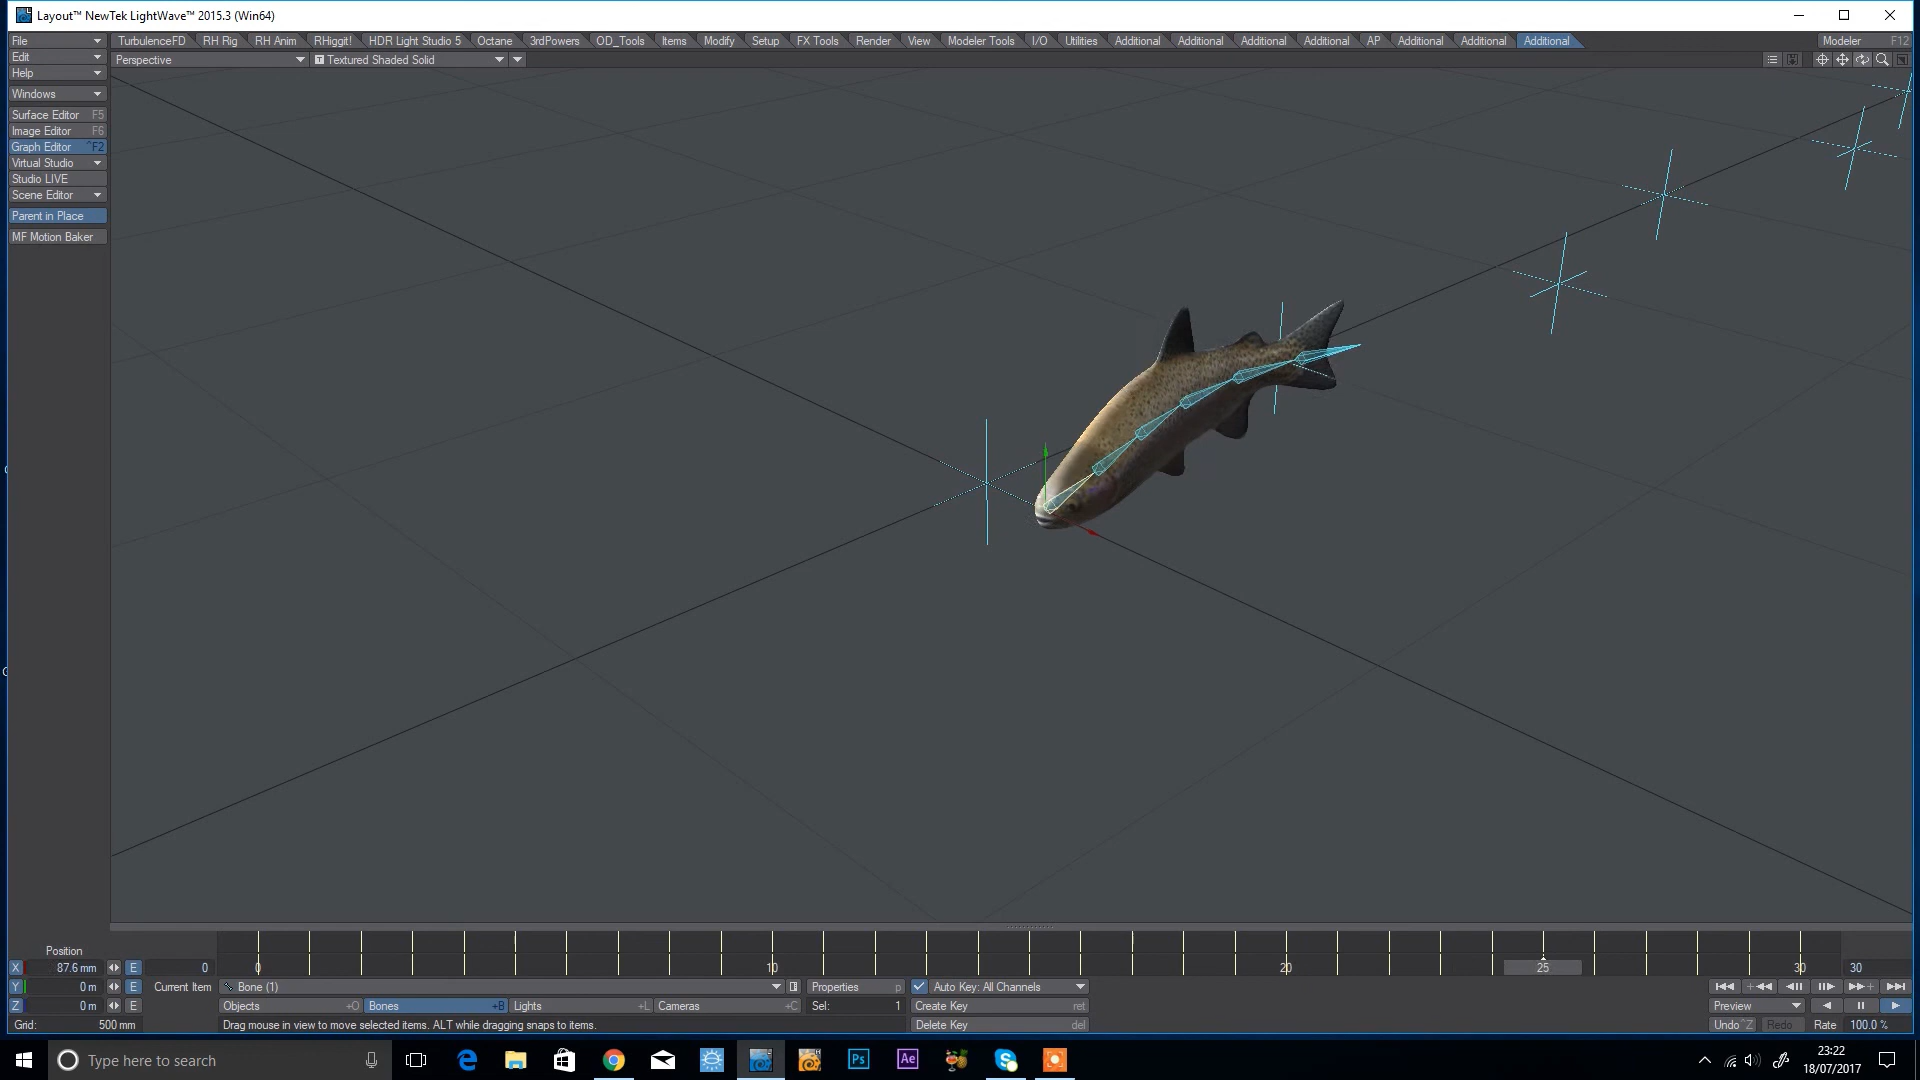 Layout™ NewTek LightWave™ 2015.3 (Win64)
File TurbulenceFD RH Rig RH Anim RHiggit! HDR Light Studio 5 Octane 3rdPowers OD_Tools Items Modify Setup FX Tools Render View Modeler Tools I/O Utilities Additional Additional Additional Additional AP Additional Additional Additional Modeler F12
Edit Perspective T Textured Shaded Solid
Help
Windows
Surface Editor F5
Image Editor F6
Graph Editor ^F2
Virtual Studio
Studio LIVE
Scene Editor
Parent in Place
MF Motion Baker
Position
X 87.6 mm E 0 0 10 20 25 30 30
Y 0 m E Current Item Bone (1) Properties p Auto Key: All Channels
Z 0 m E Objects +O Bones +B Lights +L Cameras +C Sel: 1 Create Key ret Preview
Grid: 500 mm Drag mouse in view to move selected items. ALT while dragging snaps to items. Delete Key del Undo ^Z Redo Rate 100.0 %
Type here to search Ps Ae 23:22
18/07/2017